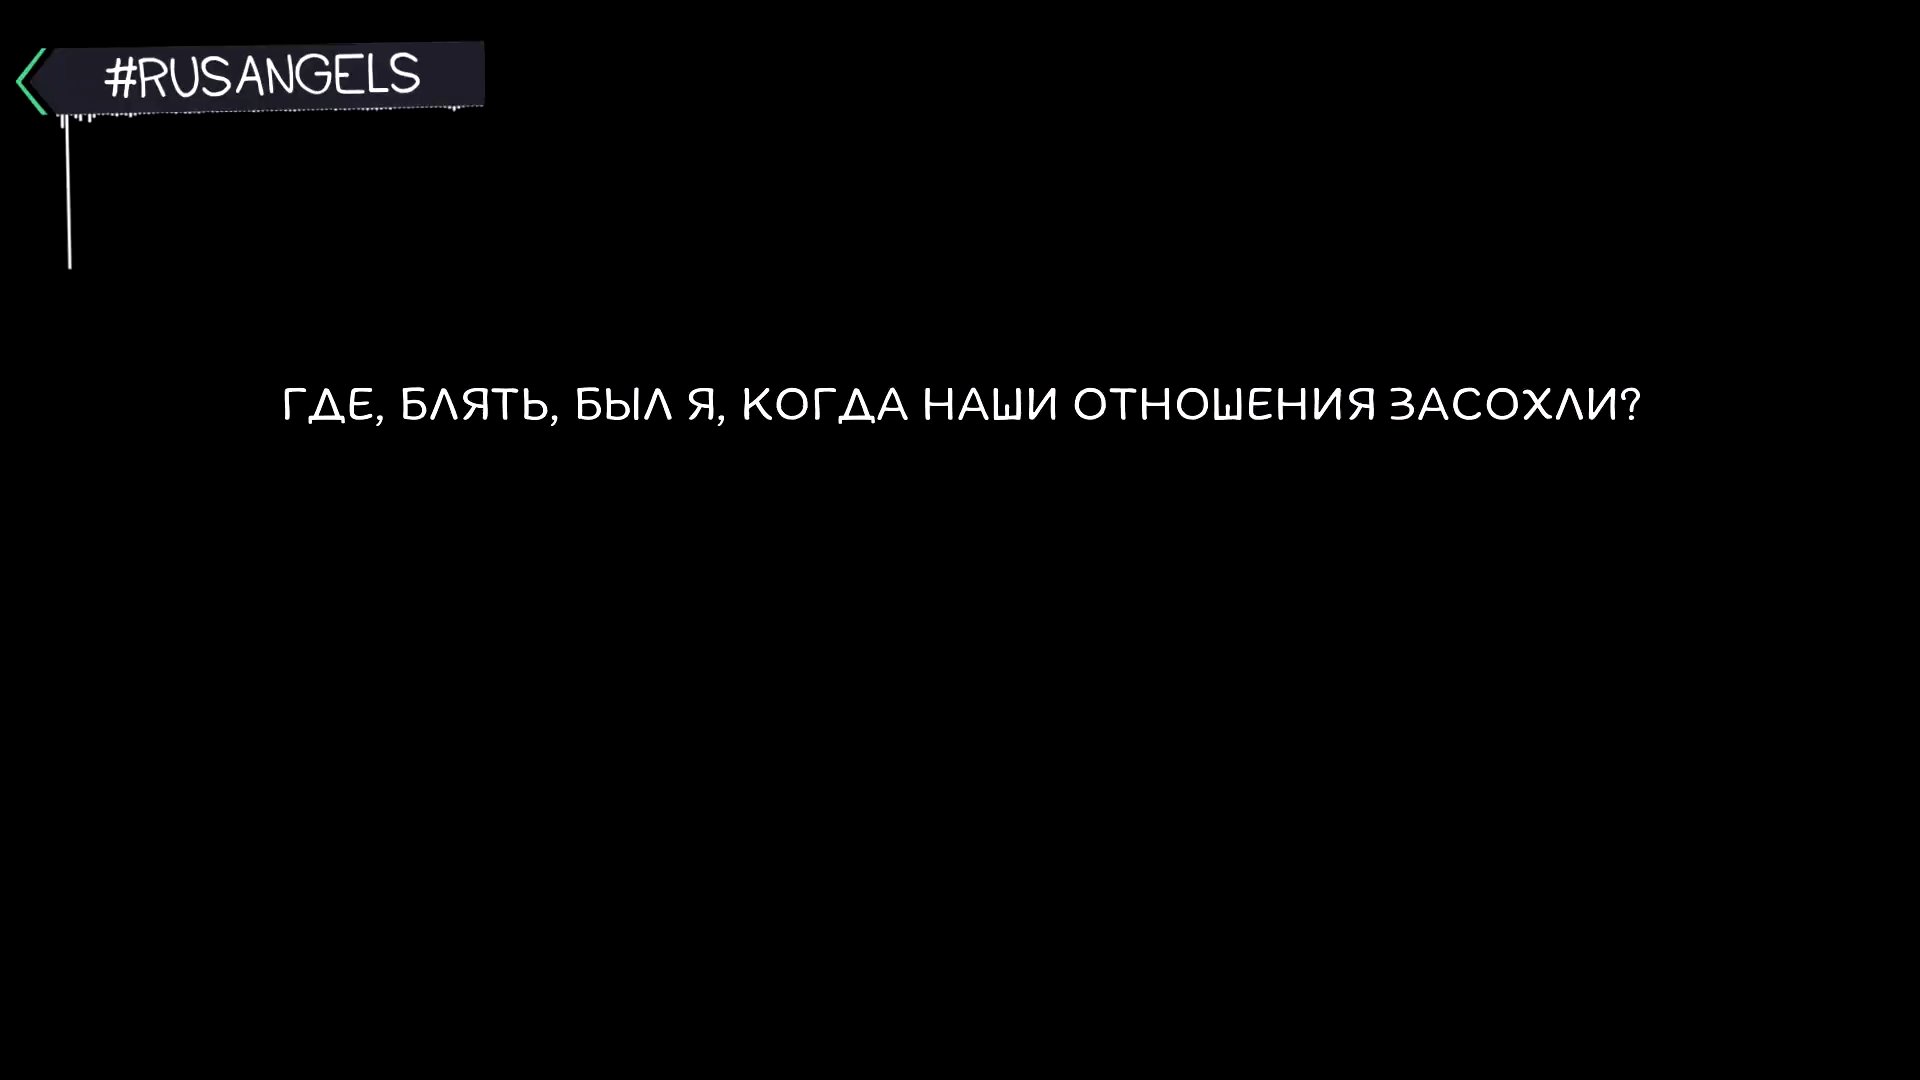 #RUSANGELS
ГДЕ, БЛЯТЬ, БЫЛ Я, КОГДА НАШИ ОТНОШЕНИЯ ЗАСОХЛИ?